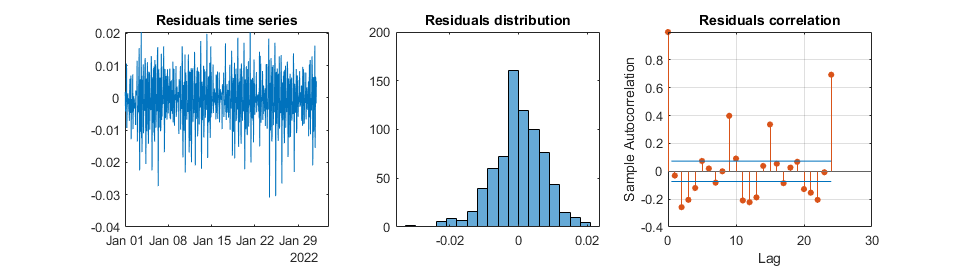 Residuals time series
0.02
0.01
0
-0.01
-0.02
-0.03
-0.04
Jan 01 Jan 08 Jan 15 Jan 22 Jan 29
2022
Residuals distribution
200
150
100
50
0
-0.02 0 0.02
Residuals correlation
Sample Autocorrelation
0.8
0.6
0.4
0.2
0
-0.2
-0.4
0 10 20 30
Lag